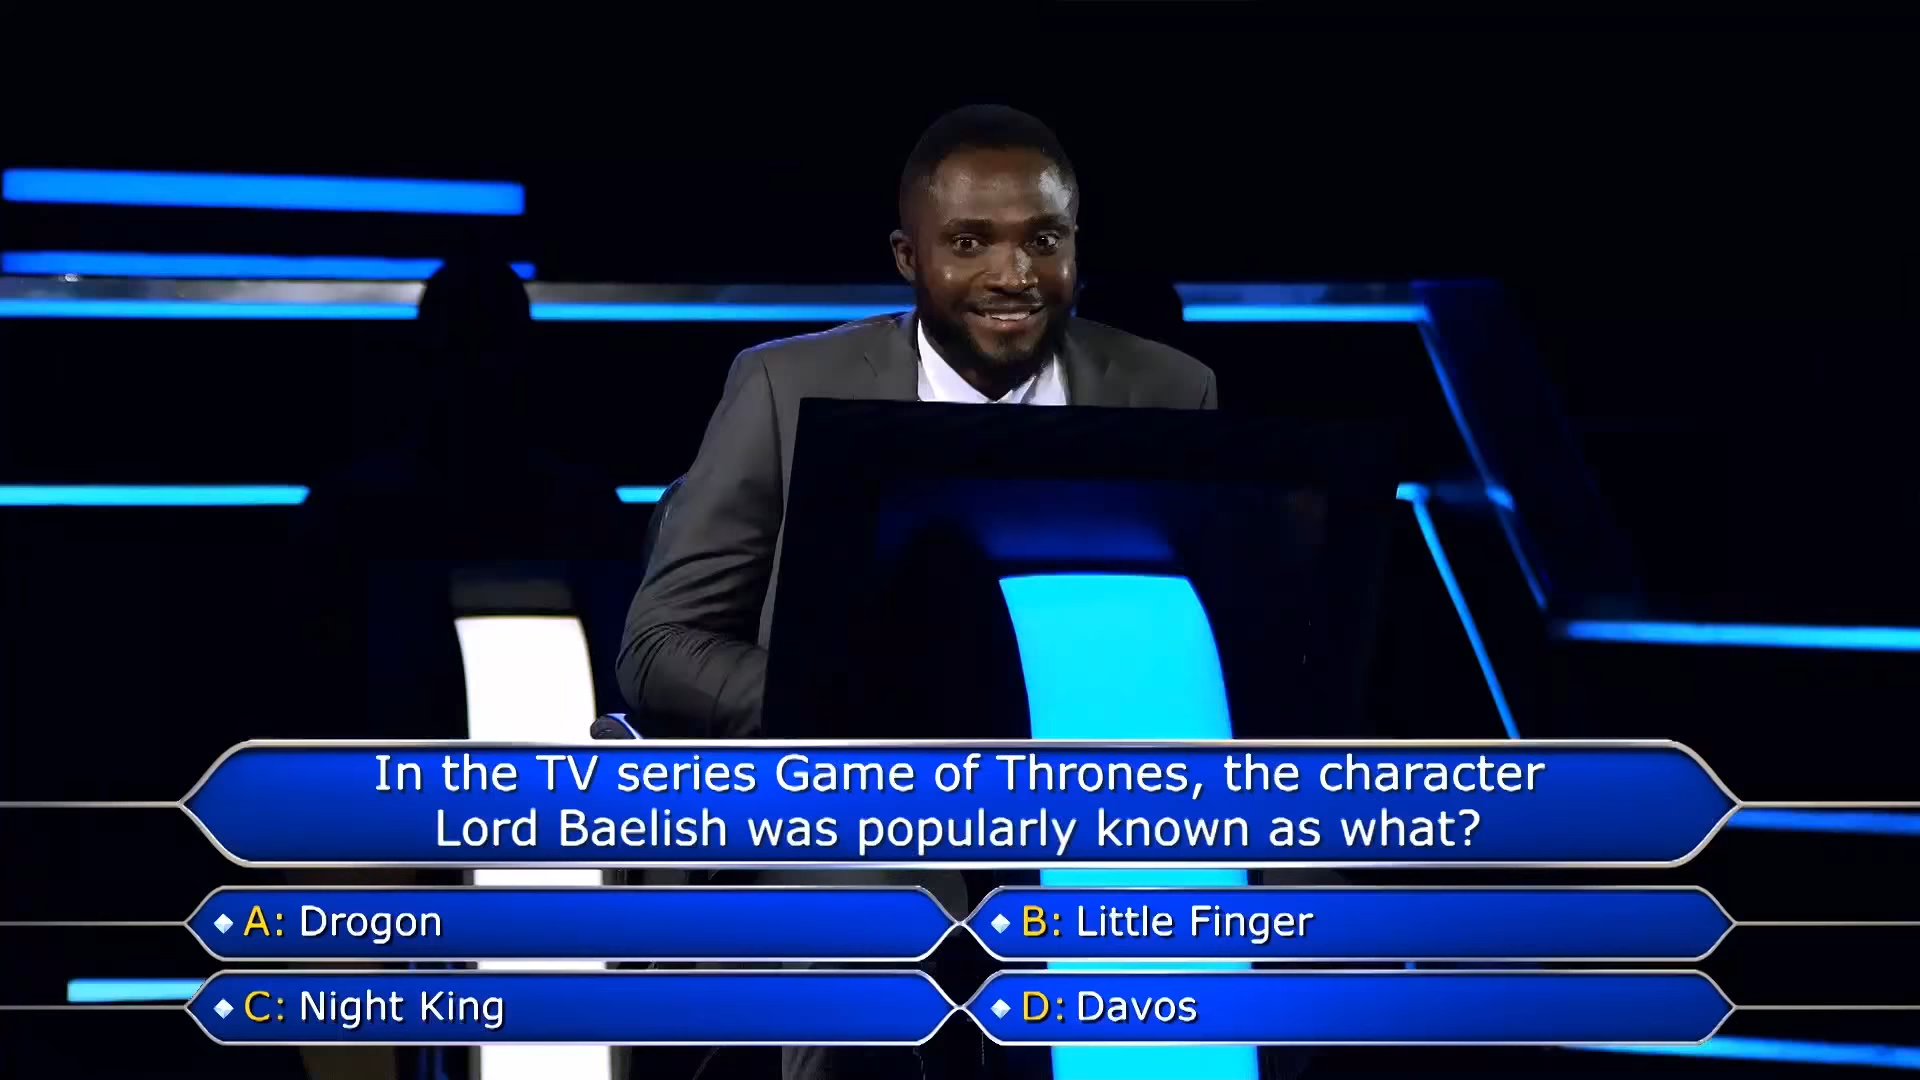 In the TV series Game of Thrones, the character
Lord Baelish was popularly known as what?
A: Drogon
B: Little Finger
C: Night King
D: Davos